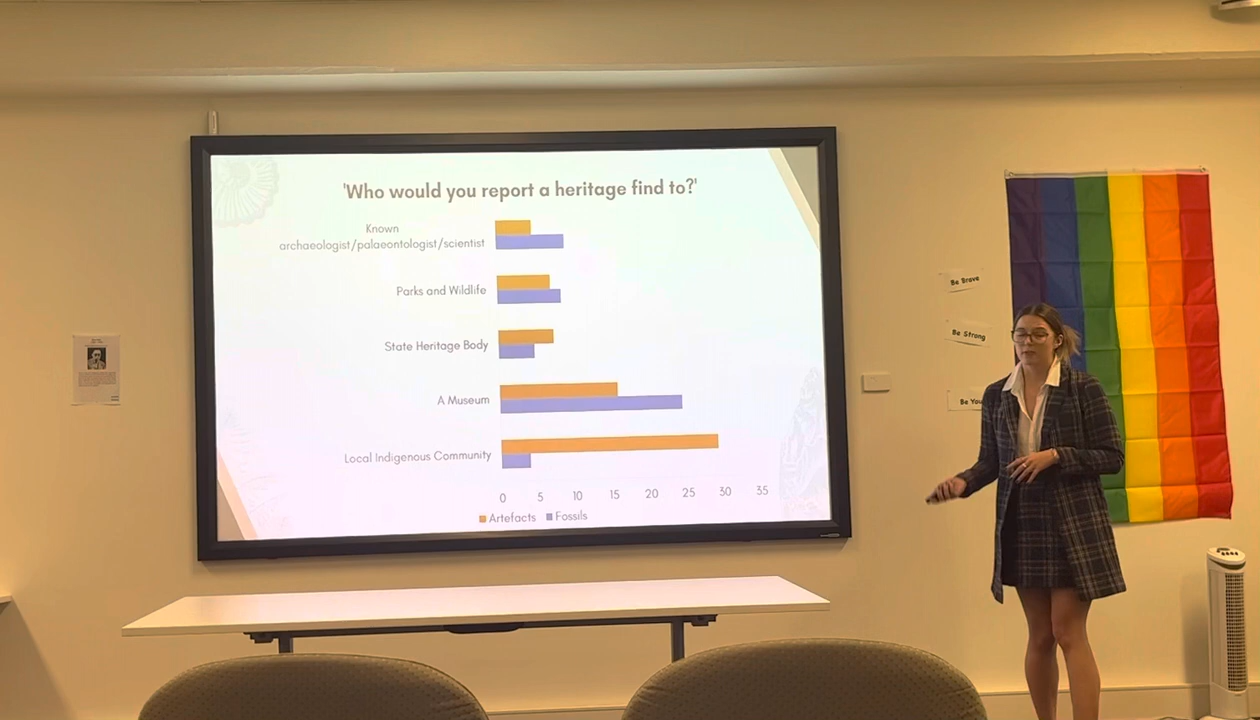 'Who would you report a heritage find to?'
Known
archaeologist/palaeontologist/scientist
Parks and Wildlife
State Heritage Body
A Museum
Local Indigenous Community
0 5 10 15 20 25 30 35
Artefacts Fossils
Be Brave
Be Strong
Be You